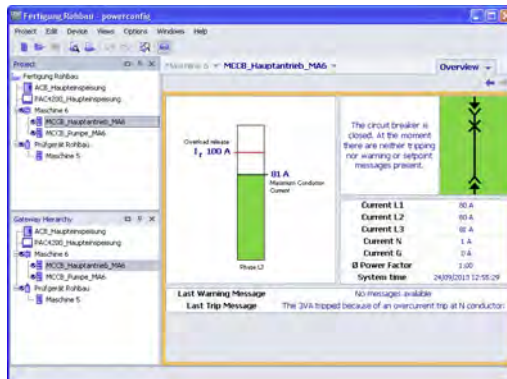 Fertigung Rohbau - powerconfig
Project Edit Device Views Options Windows Help
Project
Fertigung Rohbau
ACB_Haupteinspeisung
PAC4200_Haupteinspeisung
Maschine 6
MCCB_Hauptantrieb_MA6
MCCB_Pumpe_MA6
Prüfgerät Rohbau
Maschine 5
Gateway Hierarchy
ACB_Haupteinspeisung
PAC4200_Haupteinspeisung
Maschine 6
MCCB_Hauptantrieb_MA6
MCCB_Pumpe_MA6
Prüfgerät Rohbau
Maschine 5
Maschine 6 MCCB_Hauptantrieb_MA6
Overview
Overload release
Ir 100 A
81 A
Maximum Conductor
Current
Phase L3
The circuit breaker is
closed. At the moment
there are neither tripping
nor warning or setpoint
messages present.
Current L1 80 A
Current L2 80 A
Current L3 81 A
Current N 1 A
Current G 0 A
Ø Power Factor 1.00
System time 24/09/2013 12:55:29
Last Warning Message No messages available
Last Trip Message The 3VA tripped because of an overcurrent trip at N conductor.